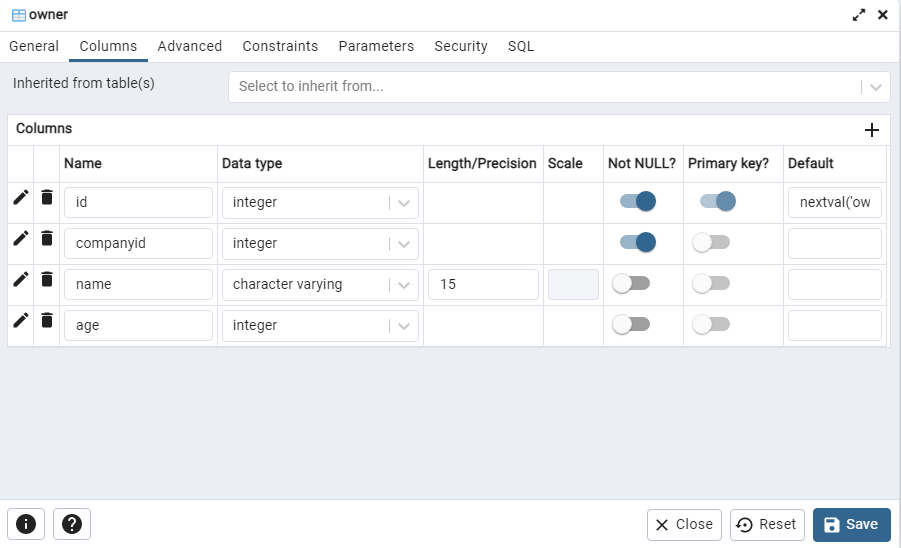 owner
General Columns Advanced Constraints Parameters Security SQL
Inherited from table(s) Select to inherit from...
Columns
Name Data type Length/Precision Scale Not NULL? Primary key? Default
id integer nextval('ow
companyid integer
name character varying 15
age integer
Close Reset Save